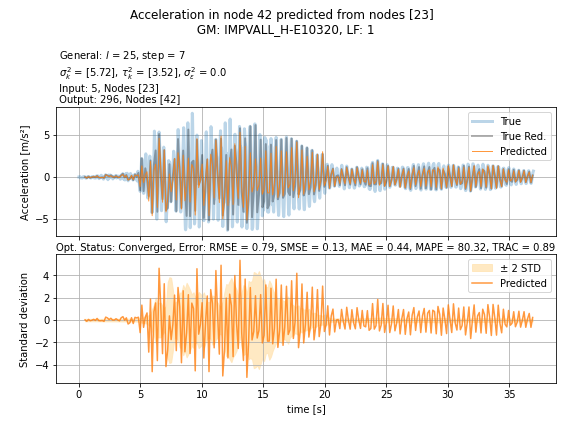 Acceleration in node 42 predicted from nodes [23]
GM: IMPVALL_H-E10320, LF: 1
General: l = 25, step = 7
σ²ₖ = [5.72], τ²ₖ = [3.52], σ²_ε = 0.0
Input: 5, Nodes [23]
Output: 296, Nodes [42]
Acceleration [m/s²]
5
0
−5
True
True Red.
Predicted
Opt. Status: Converged, Error: RMSE = 0.79, SMSE = 0.13, MAE = 0.44, MAPE = 80.32, TRAC = 0.89
Standard deviation
4
2
0
−2
−4
± 2 STD
Predicted
0 5 10 15 20 25 30 35
time [s]